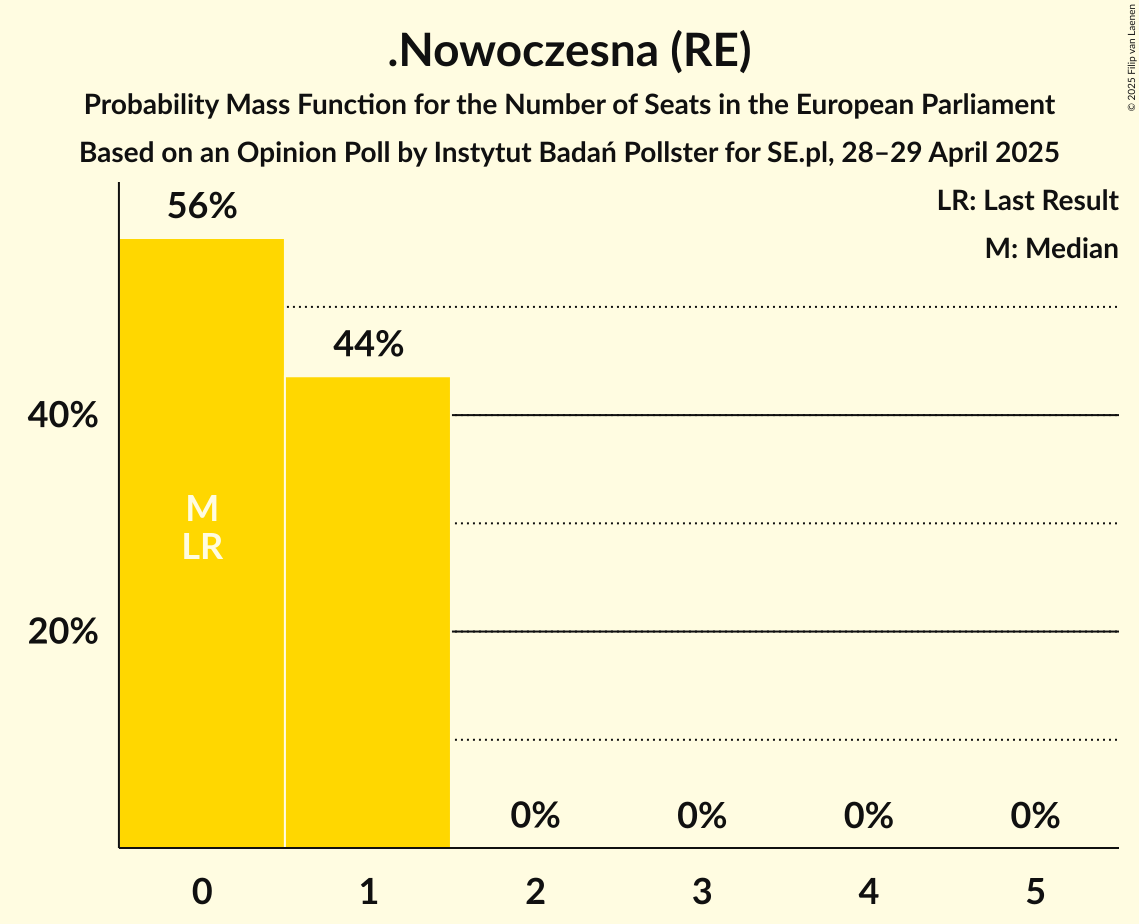 .Nowoczesna (RE)
Probability Mass Function for the Number of Seats in the European Parliament
Based on an Opinion Poll by Instytut Badań Pollster for SE.pl, 28–29 April 2025
© 2025 Filip van Laenen
LR: Last Result
M: Median
56%
44%
40%
M
LR
20%
0% 0% 0% 0%
0 1 2 3 4 5